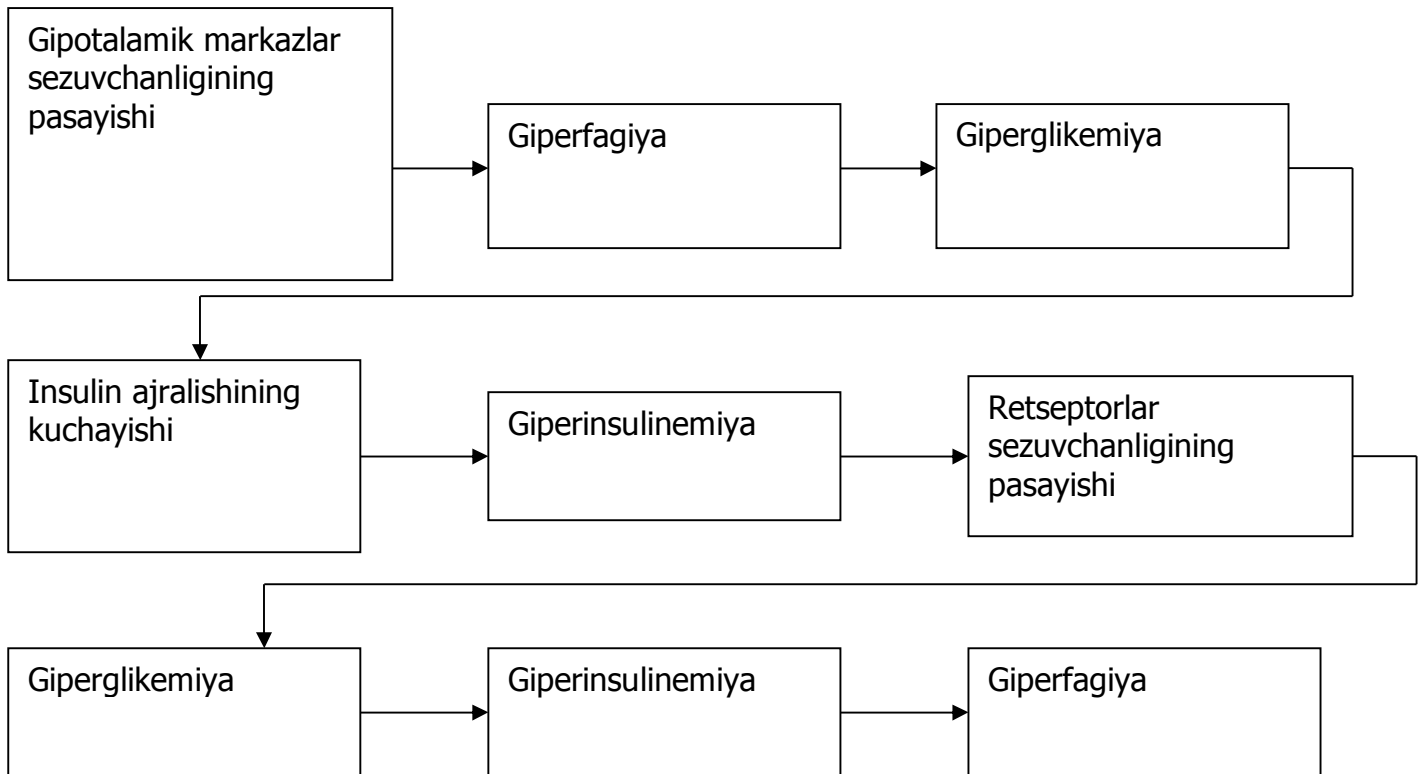 Gipotalamik markazlar
sezuvchanligining
pasayishi
Giperfagiya
Giperglikemiya
Insulin ajralishining
kuchayishi
Giperinsulinemiya
Retseptorlar
sezuvchanligining
pasayishi
Giperglikemiya
Giperinsulinemiya
Giperfagiya